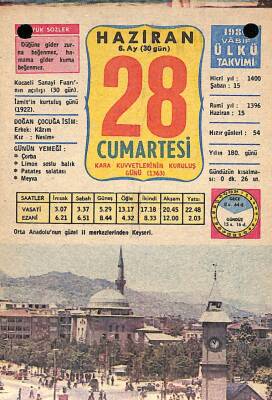 HAZİRAN
6. Ay (30 gün)
28
CUMARTESİ
KARA KUVVETLERİNİN KURULUŞ
GÜNÜ (1363)
SÖZLER
Düğüne gider zurna beğenmez, hamama gider kurna beğenmez.
Kocaeli Sanayi Fuarı'nın açılışı (30 gün).
İzmit'in kurtuluş günü (1922).
DOĞAN ÇOCUĞA İSİM:
Erkek: Kâzım
Kız : Nesime
GÜNÜN YEMEĞİ:
Çorba
Limon soslu balık
Patates salatası
Meyva
VASIF
ÜLKÜ
TAKVİMİ
Hicri yıl : 1400
Şaban : 15
Rumi yıl : 1396
Haziran : 15
Hızır günleri : 54
Yılın 180. günü
Gündüzün kısalması: 0 dk. 26 sn.
GECE
GÜNDÜZ
SAATLER İmsak Sabah Güneş Öğle İkindi Akşam Yatsı
VASATİ 3.07 3.37 5.29 13.17 17.18 20.45 22.48
EZANİ 6.21 6.51 8.44 4.32 8.33 12.00 2.03
Orta Anadolu'nun güzel il merkezlerinden Kayseri.